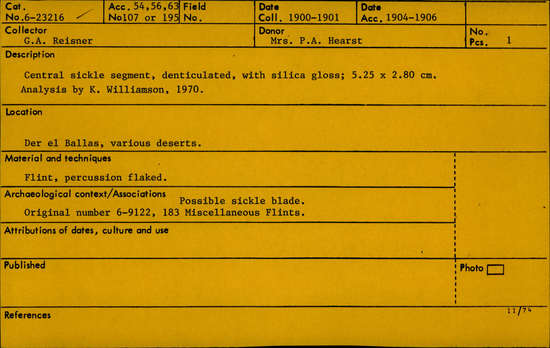 Cat. No.6-23216
Acc. 54,56,63 No107 or 195
Field No.
Date Coll. 1900-1901
Date Acc. 1904-1906
Collector
G.A. Reisner
Donor
Mrs. P.A. Hearst
No. Pcs. 1
Description
Central sickle segment, denticulated, with silica gloss; 5.25 x 2.80 cm.
Analysis by K. Williamson, 1970.
Location
Der el Ballas, various deserts.
Material and techniques
Flint, percussion flaked.
Archaeological context/Associations
Possible sickle blade.
Original number 6-9122, 183 Miscellaneous Flints.
Attributions of dates, culture and use
Published
Photo
References
11/74